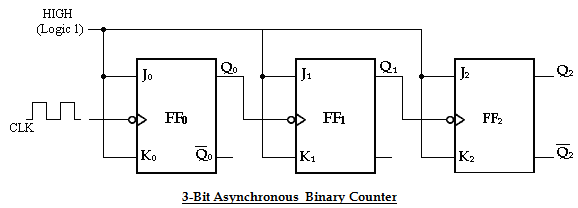 HIGH
(Logic 1)
CLK
J0
FF0
K0
Q0
Q̅0
J1
FF1
K1
Q1
J2
FF2
K2
Q2
Q̅2
3-Bit Asynchronous Binary Counter